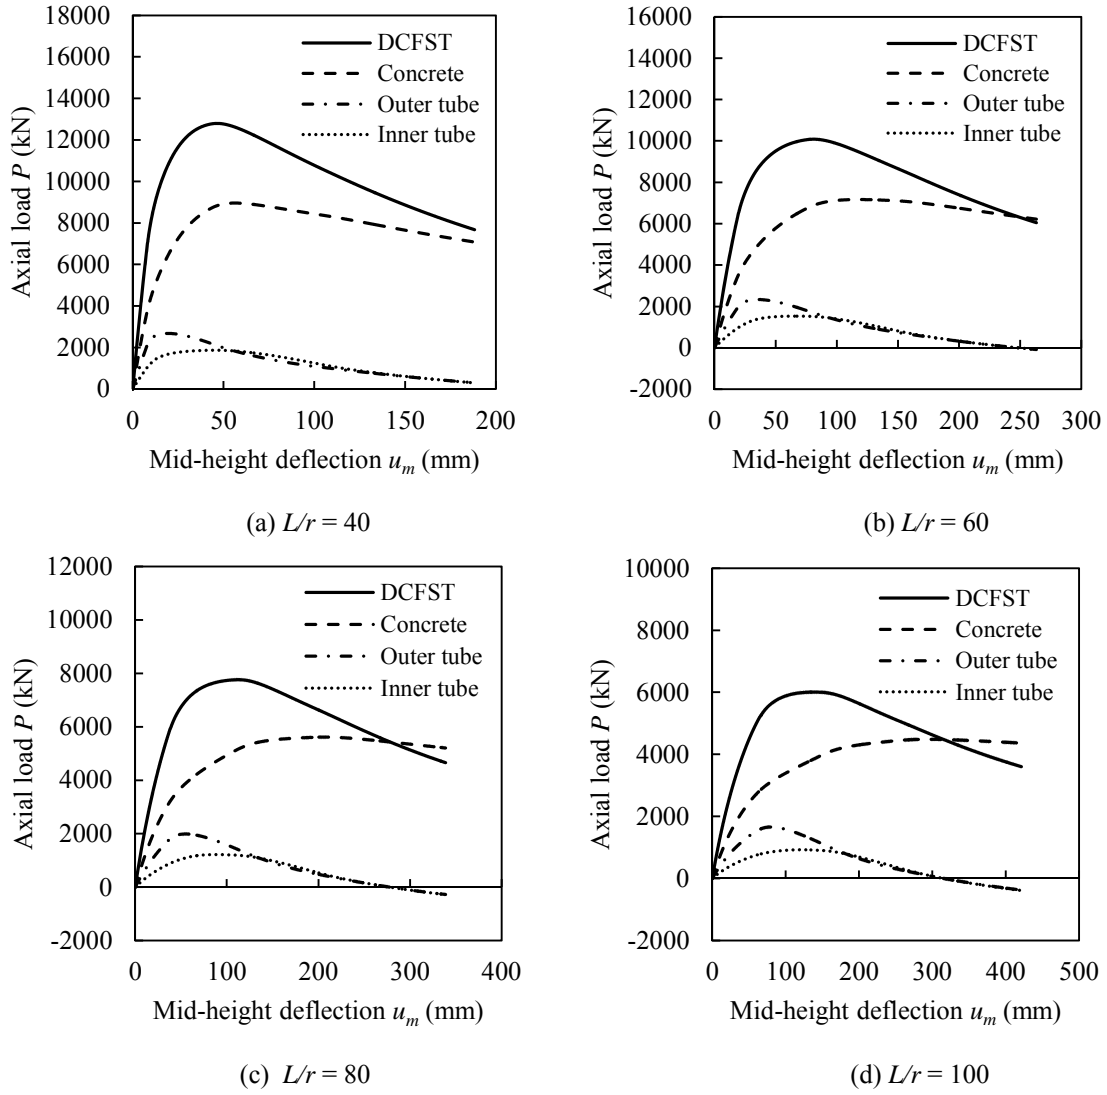 18000
16000
14000
12000
10000
8000
6000
4000
2000
0
Axial load P (kN)
DCFST
Concrete
Outer tube
Inner tube
0 50 100 150 200
Mid-height deflection um (mm)
(a) L/r = 40
16000
14000
12000
10000
8000
6000
4000
2000
0
-2000
Axial load P (kN)
DCFST
Concrete
Outer tube
Inner tube
0 50 100 150 200 250 300
Mid-height deflection um (mm)
(b) L/r = 60
12000
10000
8000
6000
4000
2000
0
-2000
Axial load P (kN)
DCFST
Concrete
Outer tube
Inner tube
0 100 200 300 400
Mid-height deflection um (mm)
(c) L/r = 80
10000
8000
6000
4000
2000
0
-2000
Axial load P (kN)
DCFST
Concrete
Outer tube
Inner tube
0 100 200 300 400 500
Mid-height deflection um (mm)
(d) L/r = 100